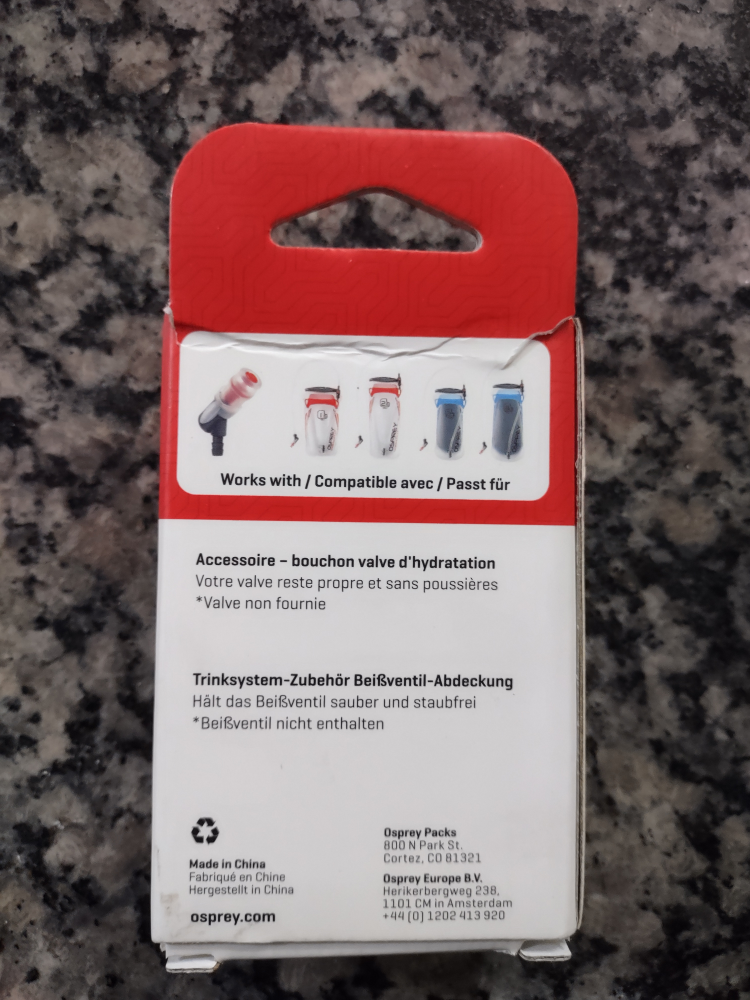 Works with / Compatible avec / Passt für
Accessoire – bouchon valve d'hydratation
Votre valve reste propre et sans poussières
*Valve non fournie
Trinksystem-Zubehör Beißventil-Abdeckung
Hält das Beißventil sauber und staubfrei
*Beißventil nicht enthalten
Made in China
Fabriqué en Chine
Hergestellt in China
osprey.com
Osprey Packs
800 N Park St.
Cortez, CO 81321
Osprey Europe B.V.
Herikerbergweg 238,
1101 CM in Amsterdam
+44 (0) 1202 413 920